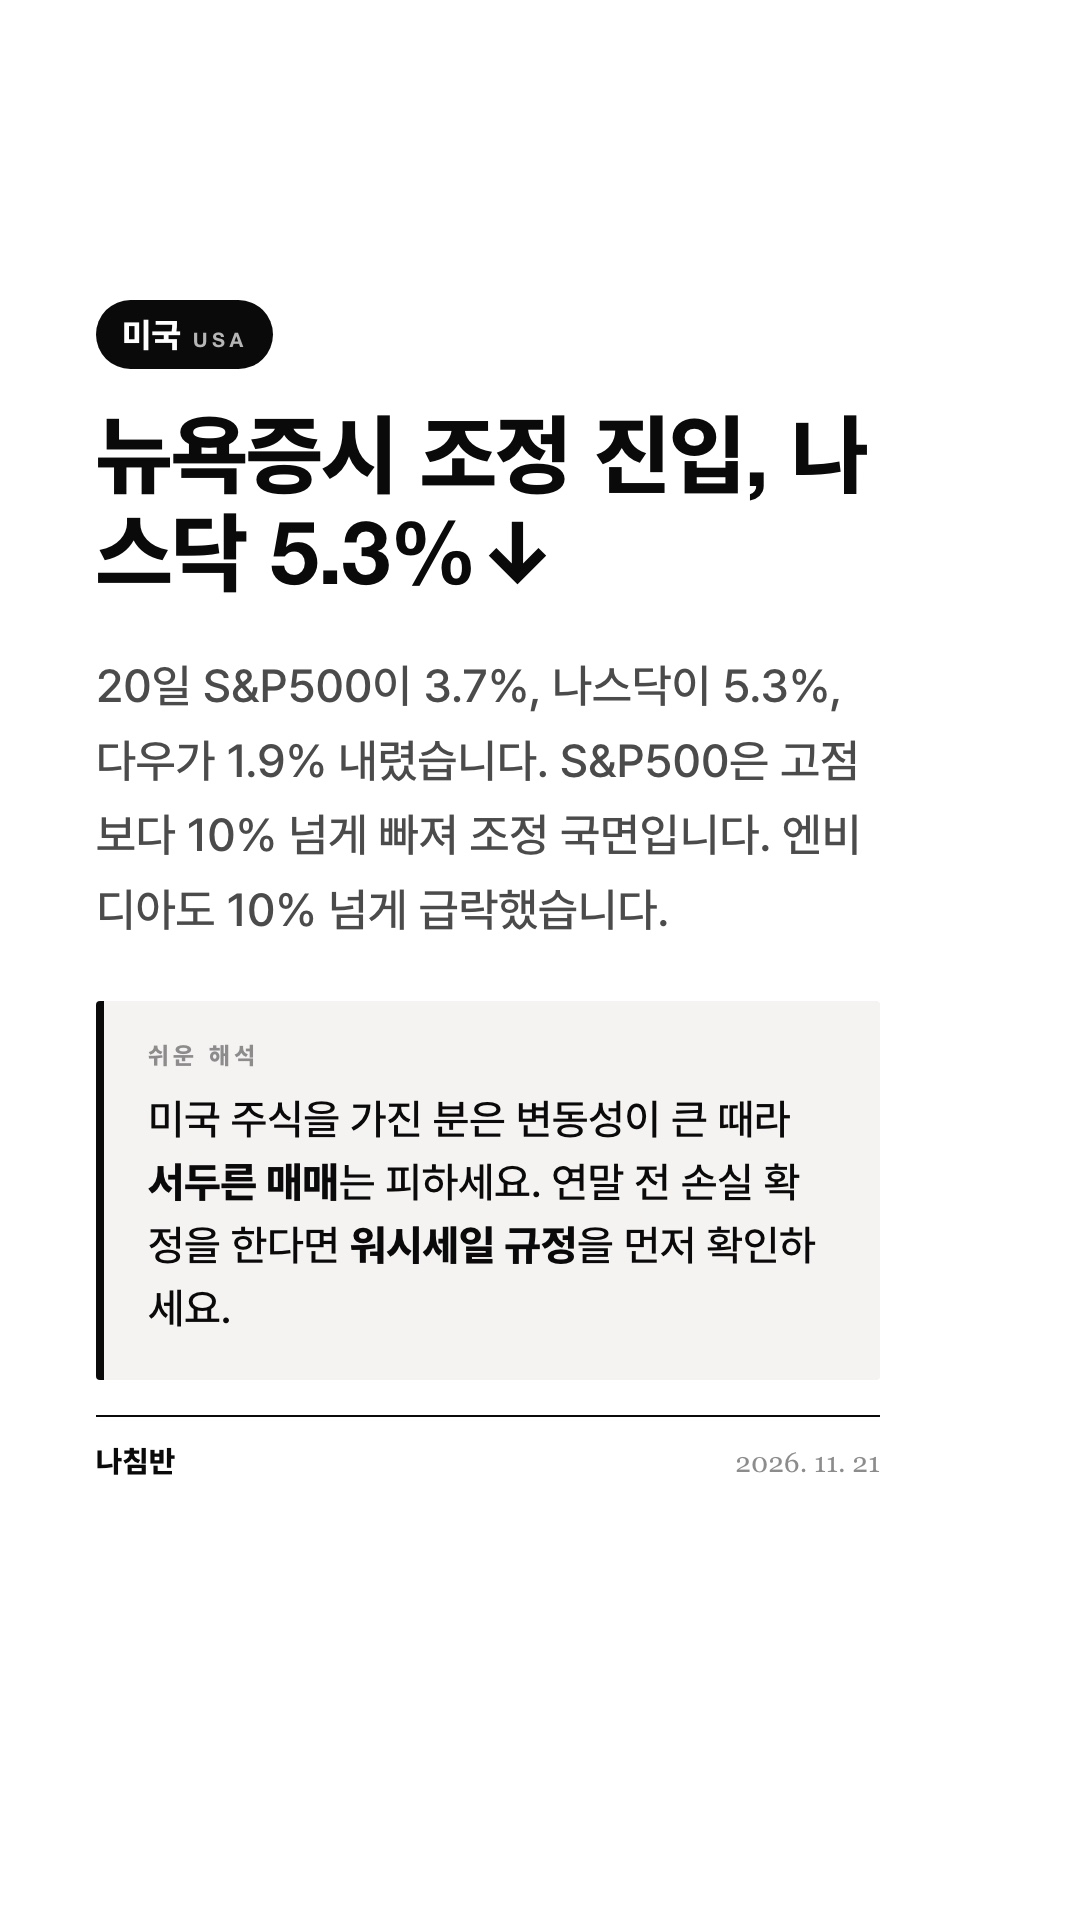 미국 USA
뉴욕증시 조정 진입, 나
스닥 5.3%↓
20일 S&P500이 3.7%, 나스닥이 5.3%,
다우가 1.9% 내렸습니다. S&P500은 고점
보다 10% 넘게 빠져 조정 국면입니다. 엔비
디아도 10% 넘게 급락했습니다.
쉬운 해석
미국 주식을 가진 분은 변동성이 큰 때라
서두른 매매는 피하세요. 연말 전 손실 확
정을 한다면 워시세일 규정을 먼저 확인하
세요.
나침반
2026. 11. 21